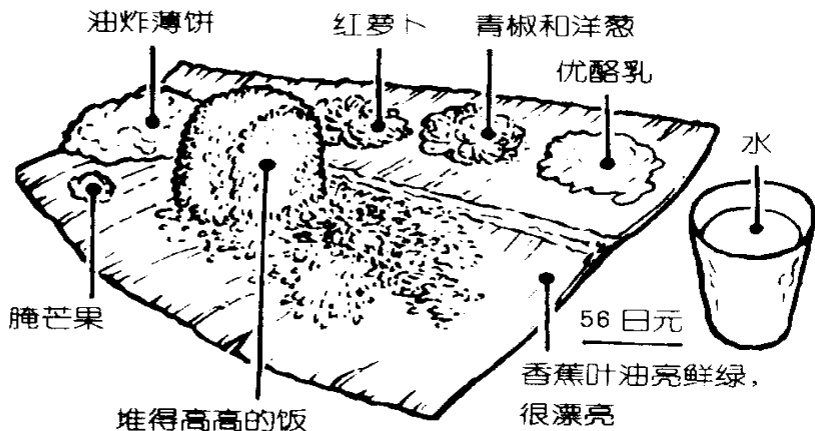 油炸薄饼
红萝卜
青椒和洋葱
优酪乳
水
腌芒果
56 日元
香蕉叶油亮鲜绿，
很漂亮
堆得高高的饭